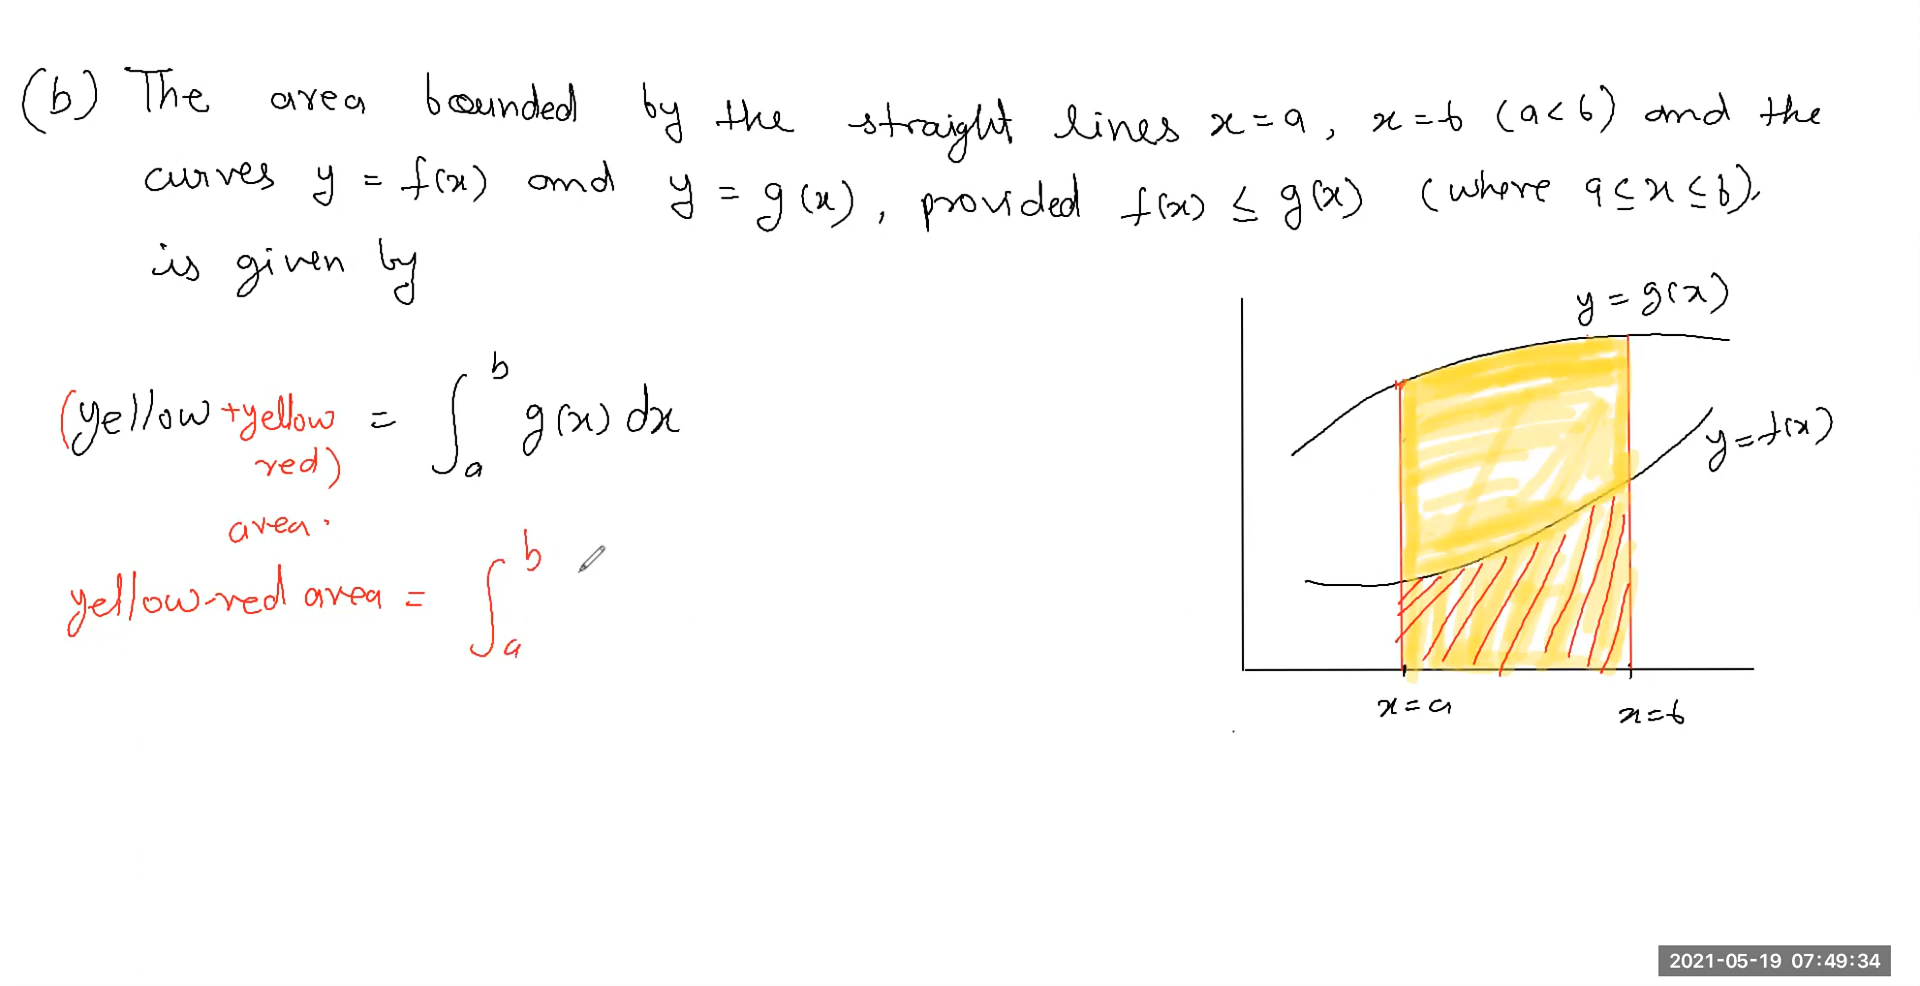 (b) The area bounded by the straight lines x=a, x=b (a<b) and the
curves y = f(x) and y = g(x), provided f(x) ≤ g(x) (where a≤x≤b),
is given by
y = g(x)
(yellow +yellow = ∫_a^b g(x) dx
red)
y=f(x)
area.
yellow-red area = ∫_a^b
x=a
x=b
2021-05-19 07:49:34